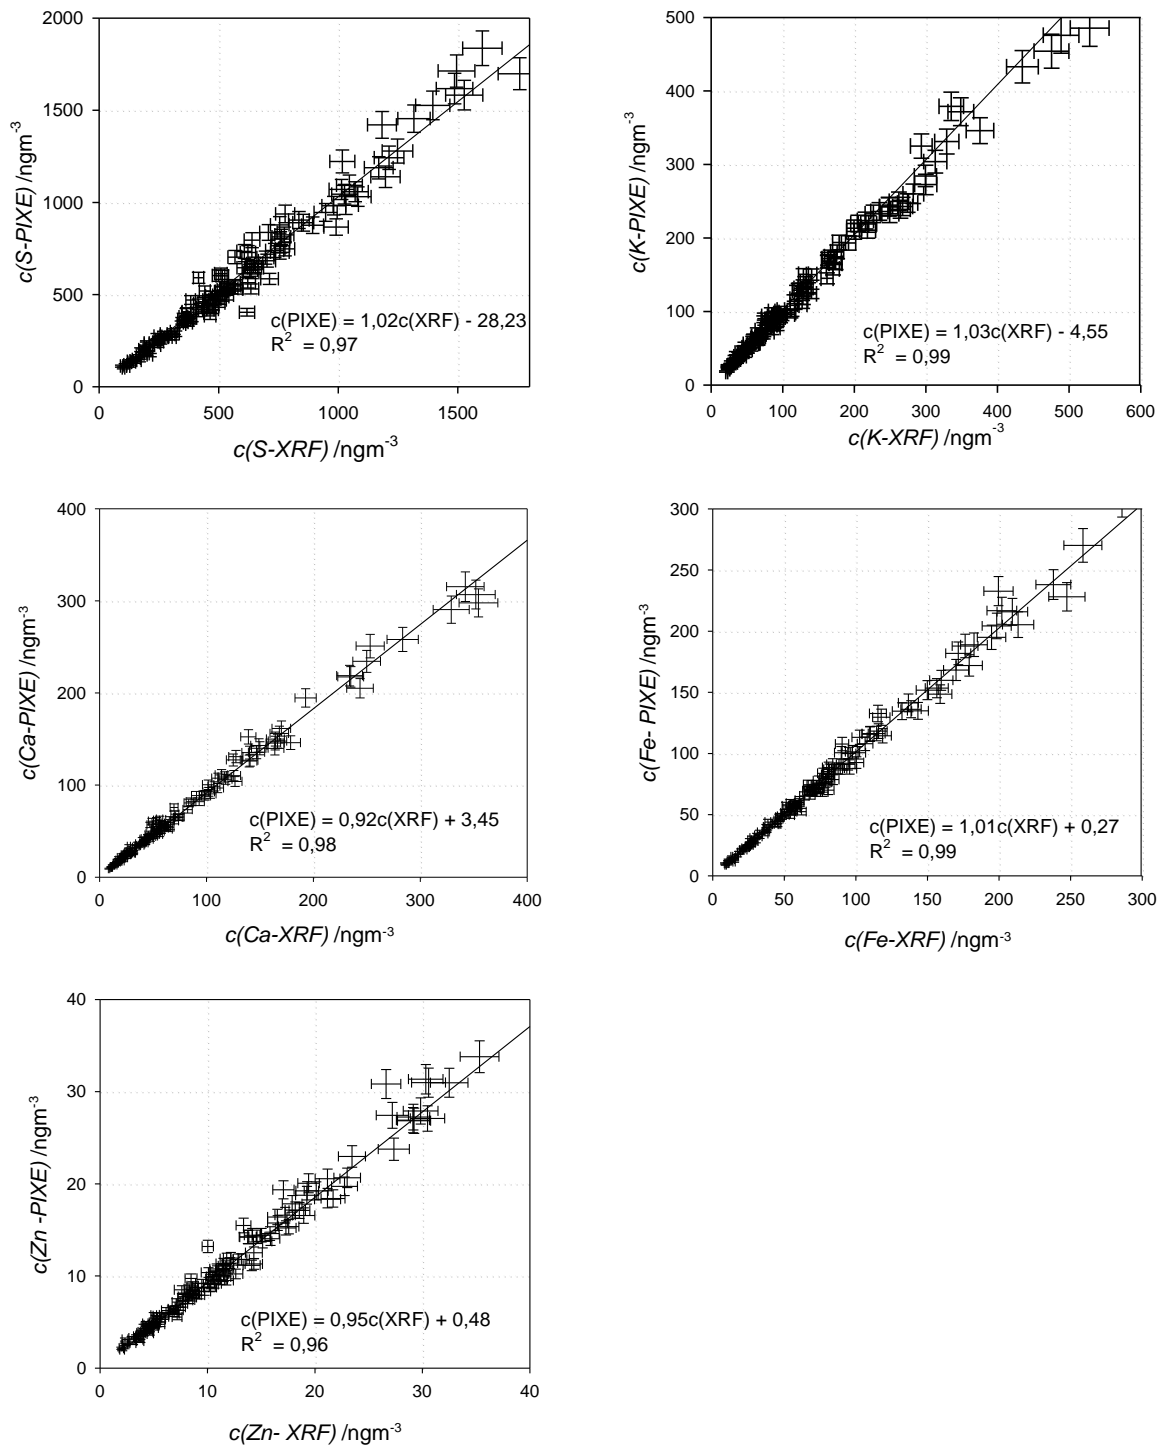 2000
1500
1000
500
0
c(S-PIXE) /ngm-3
c(PIXE) = 1,02c(XRF) - 28,23
R2 = 0,97
0 500 1000 1500
c(S-XRF) /ngm-3
500
400
300
200
100
0
c(K-PIXE) /ngm-3
c(PIXE) = 1,03c(XRF) - 4,55
R2 = 0,99
0 100 200 300 400 500 600
c(K-XRF) /ngm-3
400
300
200
100
0
c(Ca-PIXE) /ngm-3
c(PIXE) = 0,92c(XRF) + 3,45
R2 = 0,98
0 100 200 300 400
c(Ca-XRF) /ngm-3
300
250
200
150
100
50
0
c(Fe- PIXE) /ngm-3
c(PIXE) = 1,01c(XRF) + 0,27
R2 = 0,99
0 50 100 150 200 250 300
c(Fe-XRF) /ngm-3
40
30
20
10
0
c(Zn -PIXE) /ngm-3
c(PIXE) = 0,95c(XRF) + 0,48
R2 = 0,96
0 10 20 30 40
c(Zn- XRF) /ngm-3